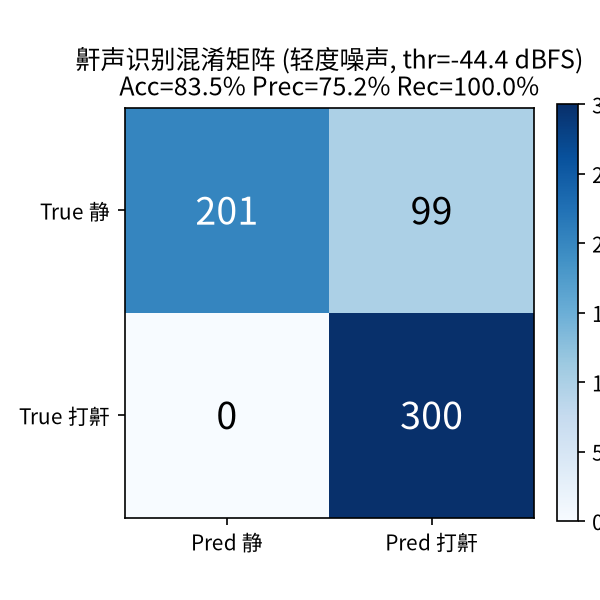 鼾声识别混淆矩阵 (轻度噪声, thr=-44.4 dBFS)
Acc=83.5% Prec=75.2% Rec=100.0%
True 静
201
99
True 打鼾
0
300
Pred 静
Pred 打鼾